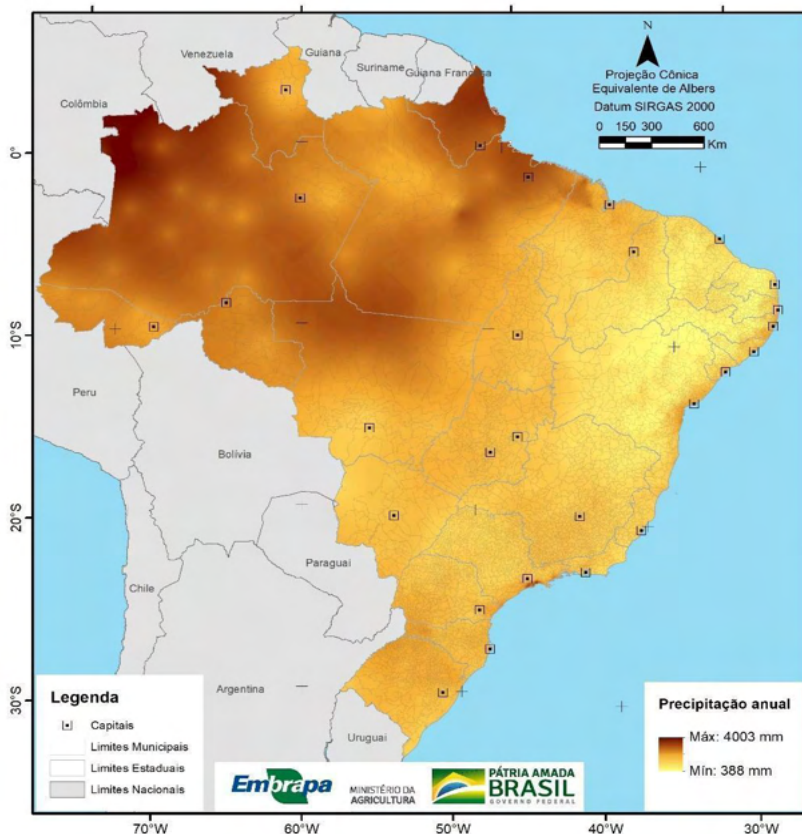 Venezuela
Guiana
Suriname
Guiana Francesa
Colômbia
N
Projeção Cônica
Equivalente de Albers
Datum SIRGAS 2000
0 150 300 600
Km
0°
10°S
20°S
30°S
Peru
Bolívia
Paraguai
Chile
Argentina
Uruguai
Legenda
Capitais
Limites Municipais
Limites Estaduais
Limites Nacionais
Embrapa
MINISTÉRIO DA
AGRICULTURA
PÁTRIA AMADA
BRASIL
GOVERNO FEDERAL
Precipitação anual
Máx: 4003 mm
Mín: 388 mm
70°W 60°W 50°W 40°W 30°W